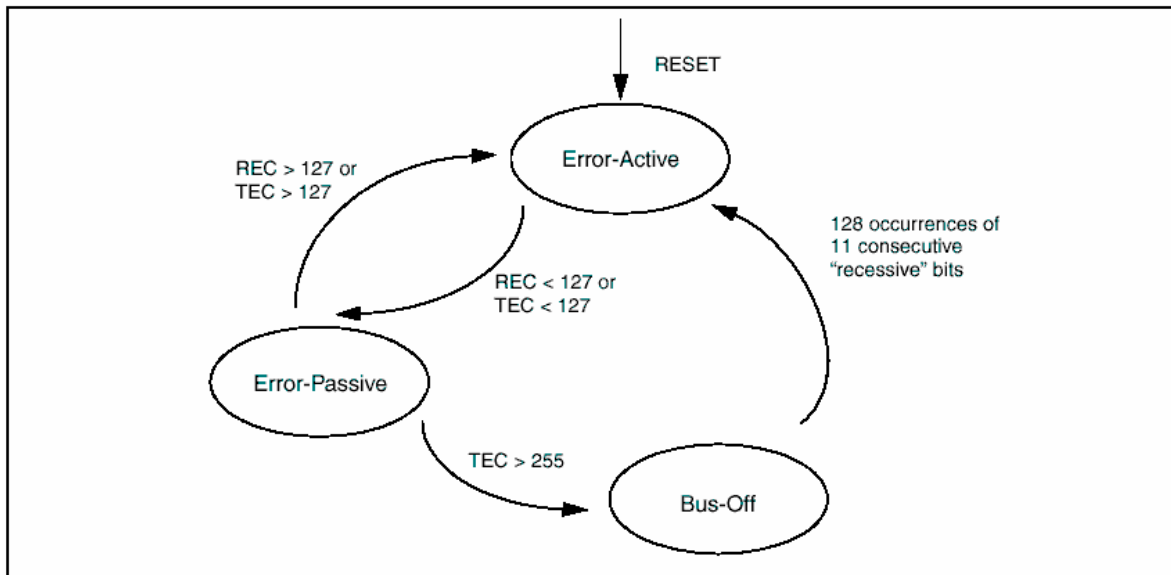 RESET
Error-Active
REC > 127 or
TEC > 127
128 occurrences of
11 consecutive
“recessive” bits
REC < 127 or
TEC < 127
Error-Passive
TEC > 255
Bus-Off